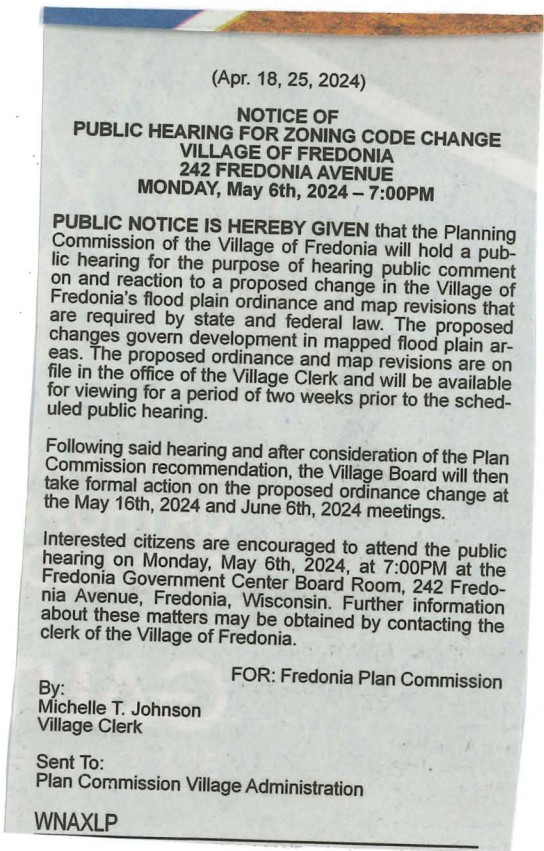 (Apr. 18, 25, 2024)
NOTICE OF
PUBLIC HEARING FOR ZONING CODE CHANGE
VILLAGE OF FREDONIA
242 FREDONIA AVENUE
MONDAY, May 6th, 2024 – 7:00PM
PUBLIC NOTICE IS HEREBY GIVEN that the Planning
Commission of the Village of Fredonia will hold a pub-
lic hearing for the purpose of hearing public comment
on and reaction to a proposed change in the Village of
Fredonia's flood plain ordinance and map revisions that
are required by state and federal law. The proposed
changes govern development in mapped flood plain ar-
eas. The proposed ordinance and map revisions are on
file in the office of the Village Clerk and will be available
for viewing for a period of two weeks prior to the sched-
uled public hearing.
Following said hearing and after consideration of the Plan
Commission recommendation, the Village Board will then
take formal action on the proposed ordinance change at
the May 16th, 2024 and June 6th, 2024 meetings.
Interested citizens are encouraged to attend the public
hearing on Monday, May 6th, 2024, at 7:00PM at the
Fredonia Government Center Board Room, 242 Fredo-
nia Avenue, Fredonia, Wisconsin. Further information
about these matters may be obtained by contacting the
clerk of the Village of Fredonia.
FOR: Fredonia Plan Commission
By:
Michelle T. Johnson
Village Clerk
Sent To:
Plan Commission Village Administration
WNAXLP